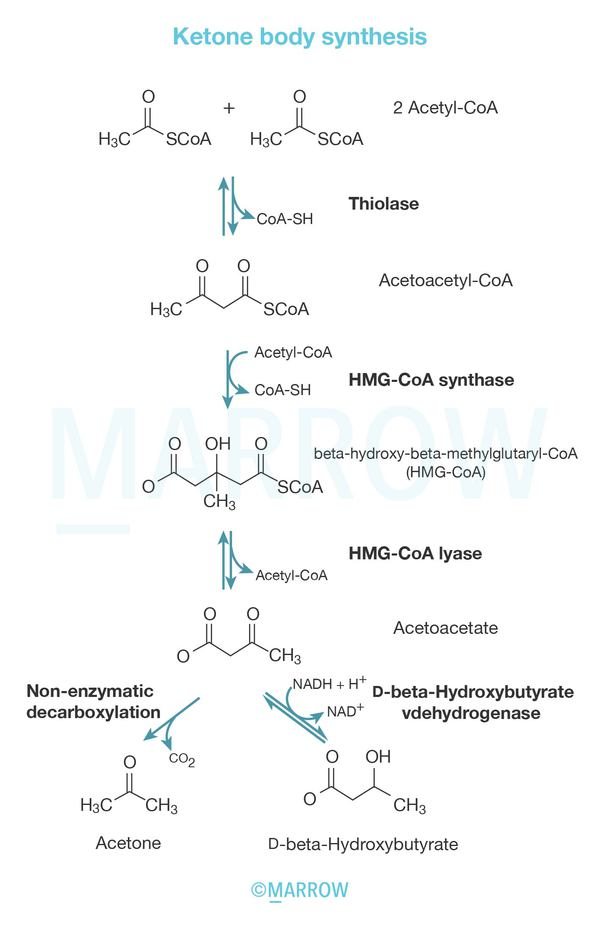 Ketone body synthesis
O
O
+
2 Acetyl-CoA
H₃C
SCoA
H₃C
SCoA
Thiolase
CoA-SH
O
O
Acetoacetyl-CoA
H₃C
SCoA
Acetyl-CoA
HMG-CoA synthase
CoA-SH
MARROW
O
OH
O
beta-hydroxy-beta-methylglutaryl-CoA
(HMG-CoA)
O
SCoA
CH₃
HMG-CoA lyase
Acetyl-CoA
O
O
Acetoacetate
O
CH₃
Non-enzymatic
decarboxylation
NADH + H⁺
NAD⁺
D-beta-Hydroxybutyrate
vdehydrogenase
CO₂
O
H₃C
CH₃
Acetone
O
OH
O
CH₃
D-beta-Hydroxybutyrate
©MARROW